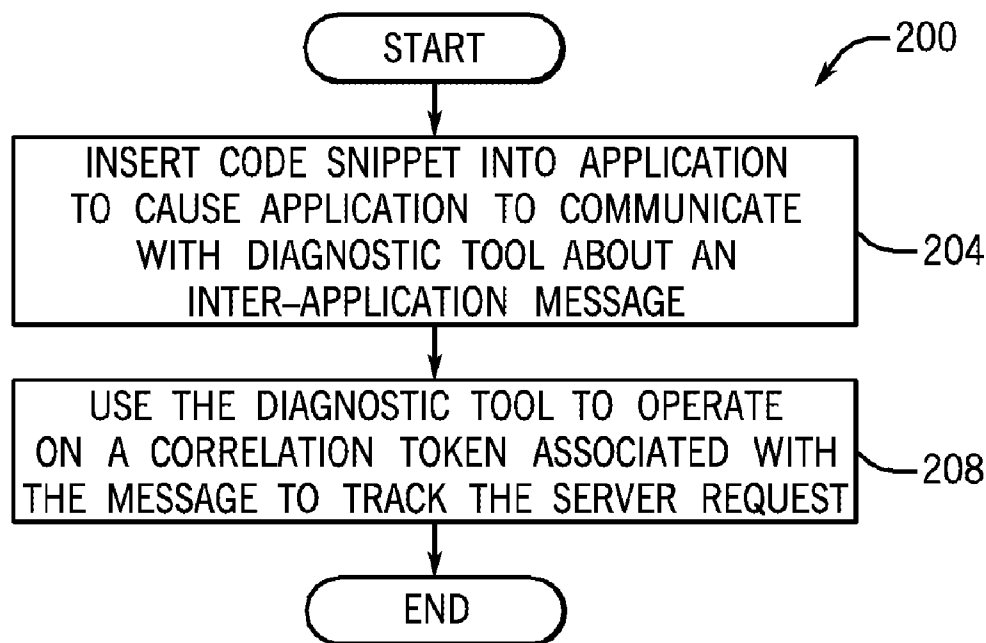 START
200
INSERT CODE SNIPPET INTO APPLICATION
TO CAUSE APPLICATION TO COMMUNICATE
WITH DIAGNOSTIC TOOL ABOUT AN
INTER-APPLICATION MESSAGE
204
USE THE DIAGNOSTIC TOOL TO OPERATE
ON A CORRELATION TOKEN ASSOCIATED WITH
THE MESSAGE TO TRACK THE SERVER REQUEST
208
END